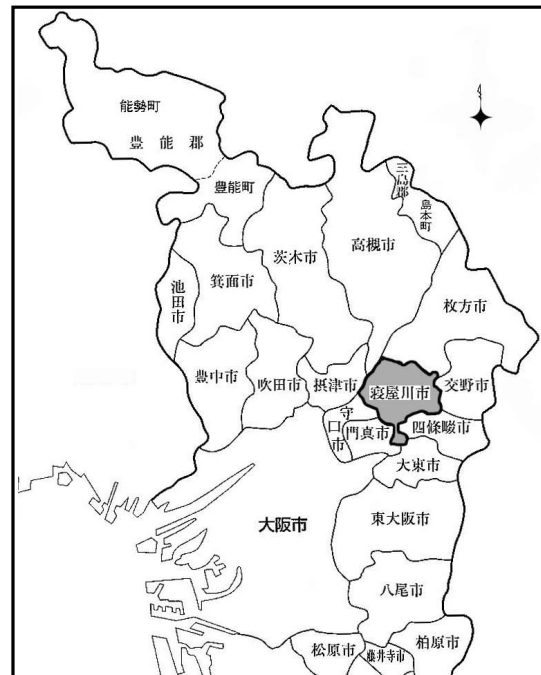 能勢町
豊能郡
豊能町
三島郡
島本町
茨木市
高槻市
池田市
箕面市
枚方市
豊中市
吹田市
摂津市
寝屋川市
交野市
守口市
門真市
四條畷市
大東市
大阪市
東大阪市
八尾市
松原市
藤井寺市
柏原市